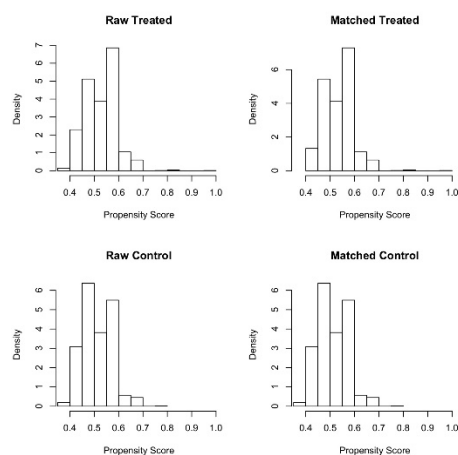 Raw Treated
Density
0 1 2 3 4 5 6 7
0.4 0.5 0.6 0.7 0.8 0.9 1.0
Propensity Score
Matched Treated
Density
0 2 4 6
0.4 0.5 0.6 0.7 0.8 0.9 1.0
Propensity Score
Raw Control
Density
0 1 2 3 4 5 6
0.4 0.5 0.6 0.7 0.8 0.9 1.0
Propensity Score
Matched Control
Density
0 1 2 3 4 5 6
0.4 0.5 0.6 0.7 0.8 0.9 1.0
Propensity Score